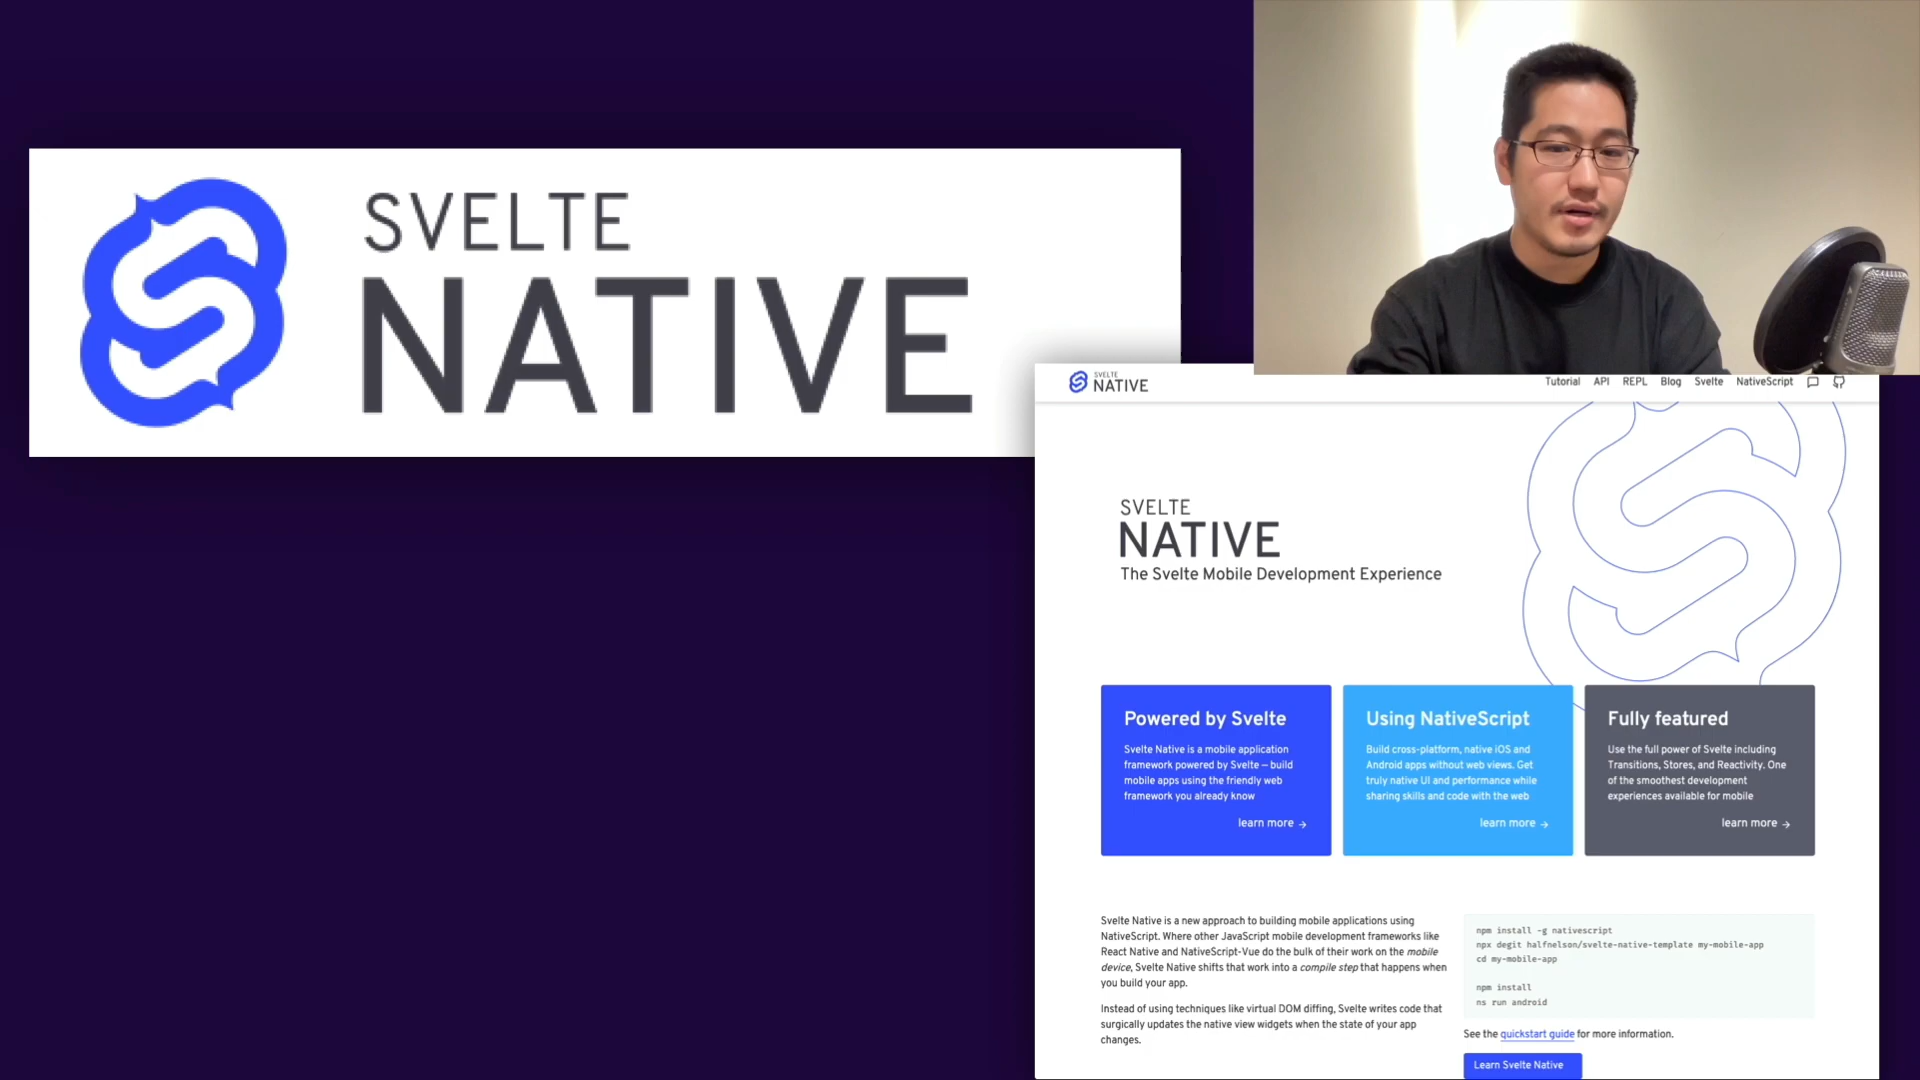 SVELTE
NATIVE
SVELTE
NATIVE
Tutorial API REPL Blog Svelte NativeScript
SVELTE
NATIVE
The Svelte Mobile Development Experience
Powered by Svelte
Svelte Native is a mobile application
framework powered by Svelte – build
mobile apps using the friendly web
framework you already know
learn more →
Using NativeScript
Build cross-platform, native iOS and
Android apps without web views. Get
truly native UI and performance while
sharing skills and code with the web
learn more →
Fully featured
Use the full power of Svelte including
Transitions, Stores, and Reactivity. One
of the smoothest development
experiences available for mobile
learn more →
Svelte Native is a new approach to building mobile applications using
NativeScript. Where other JavaScript mobile development frameworks like
React Native and NativeScript-Vue do the bulk of their work on the mobile
device, Svelte Native shifts that work into a compile step that happens when
you build your app.
Instead of using techniques like virtual DOM diffing, Svelte writes code that
surgically updates the native view widgets when the state of your app
changes.
npm install -g nativescript
npx degit halfnelson/svelte-native-template my-mobile-app
cd my-mobile-app
npm install
ns run android
See the quickstart guide for more information.
Learn Svelte Native